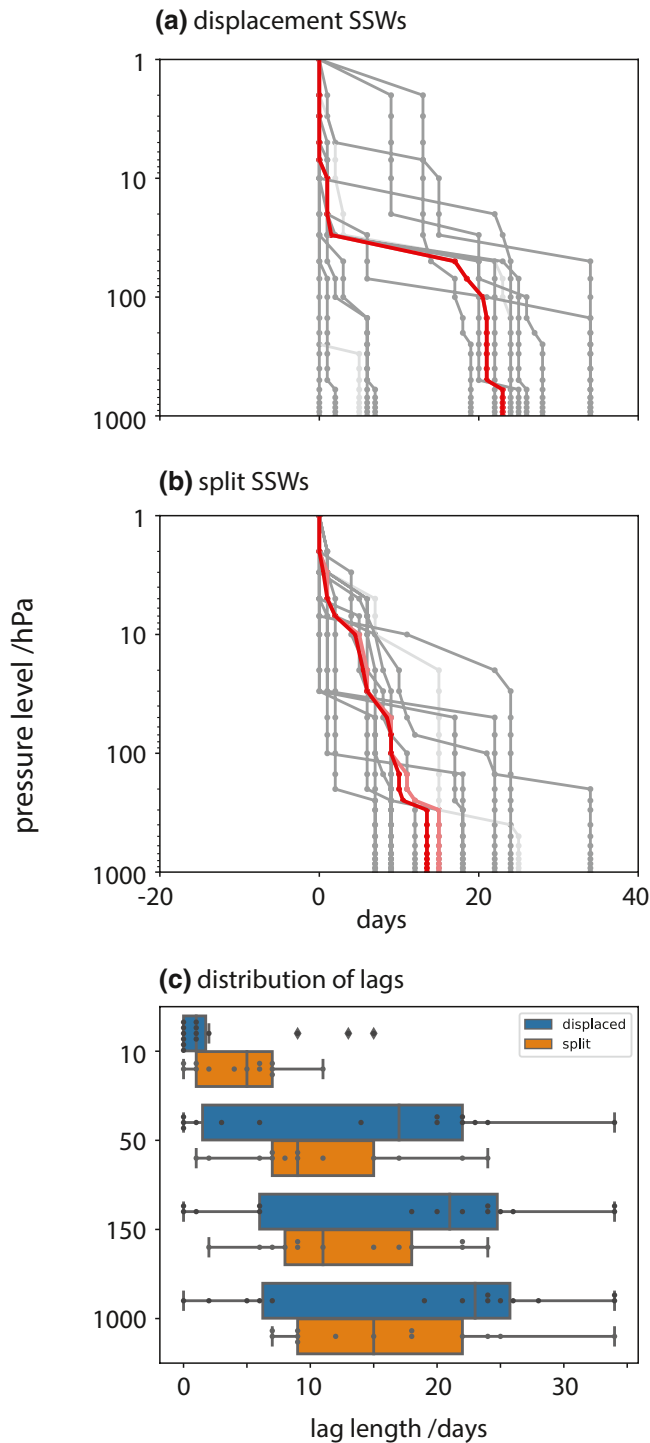 (a) displacement SSWs
1
10
100
1000
(b) split SSWs
1
10
100
1000
pressure level /hPa
-20 0 20 40
days
(c) distribution of lags
displaced
split
10
50
150
1000
0 10 20 30
lag length /days